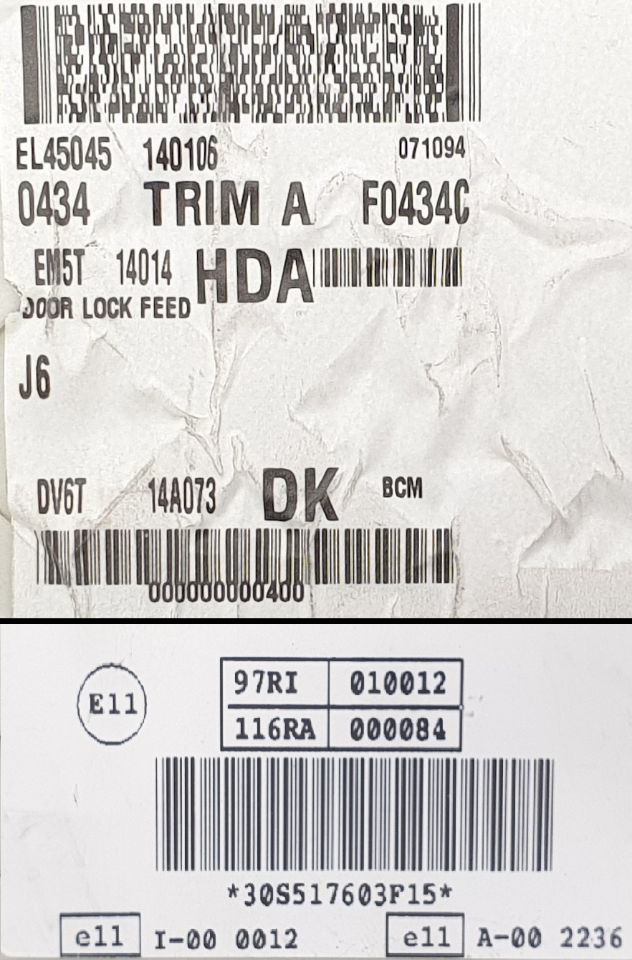 EL45045 140106 071094
0434 TRIM A F0434C
EM5T 14014 HDA
DOOR LOCK FEED
J6
DV6T 14A073 DK BCM
000000000400
E11
97RI 010012
116RA 000084
*30S517603F15*
e11 I-00 0012 e11 A-00 2236